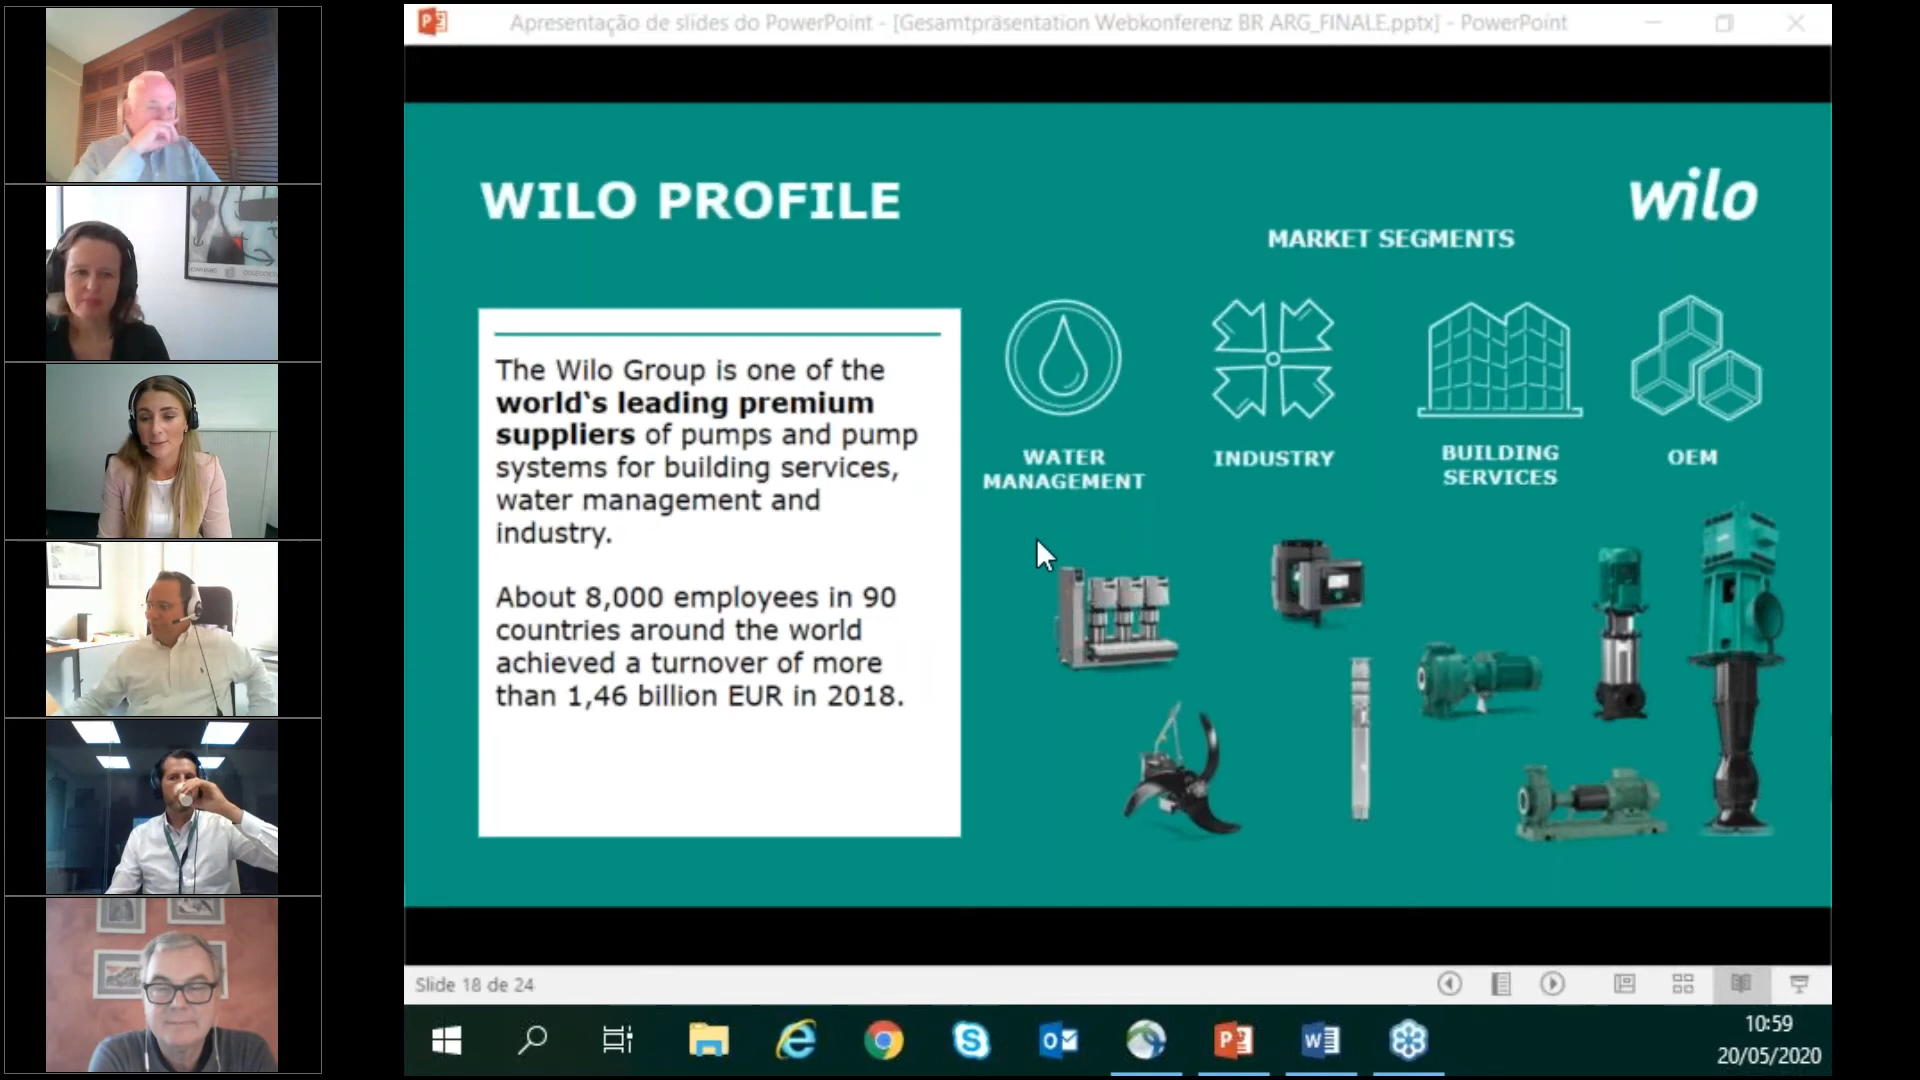 Apresentação de slides do PowerPoint - [Gesamtpräsentation Webkonferenz BR ARG_FINALE.pptx] - PowerPoint
WILO PROFILE
wilo
MARKET SEGMENTS
The Wilo Group is one of the
world‘s leading premium
suppliers of pumps and pump
systems for building services,
water management and
industry.
About 8,000 employees in 90
countries around the world
achieved a turnover of more
than 1,46 billion EUR in 2018.
WATER
MANAGEMENT
INDUSTRY
BUILDING
SERVICES
OEM
Slide 18 de 24
10:59
20/05/2020